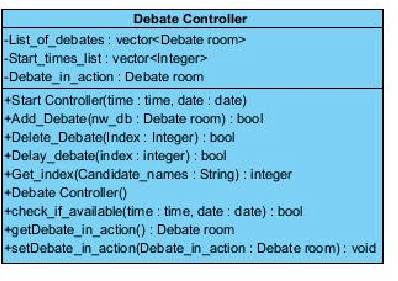 Debate Controller
-List_of_debates : vector<Debate room>
-Start_times_list : vector<Integer>
-Debate_in_action : Debate room
+Start Controller(time : time, date : date)
+Add_Debate(nw_db : Debate room) : bool
+Delete_Debate(Index : Integer) : bool
+Delay_debate(index : integer) : bool
+Get_index(Candidate_names : String) : integer
+Debate Controller()
+check_if_available(time : time, date : date) : bool
+getDebate_in_action() : Debate room
+setDebate_in_action(Debate_in_action : Debate room) : void